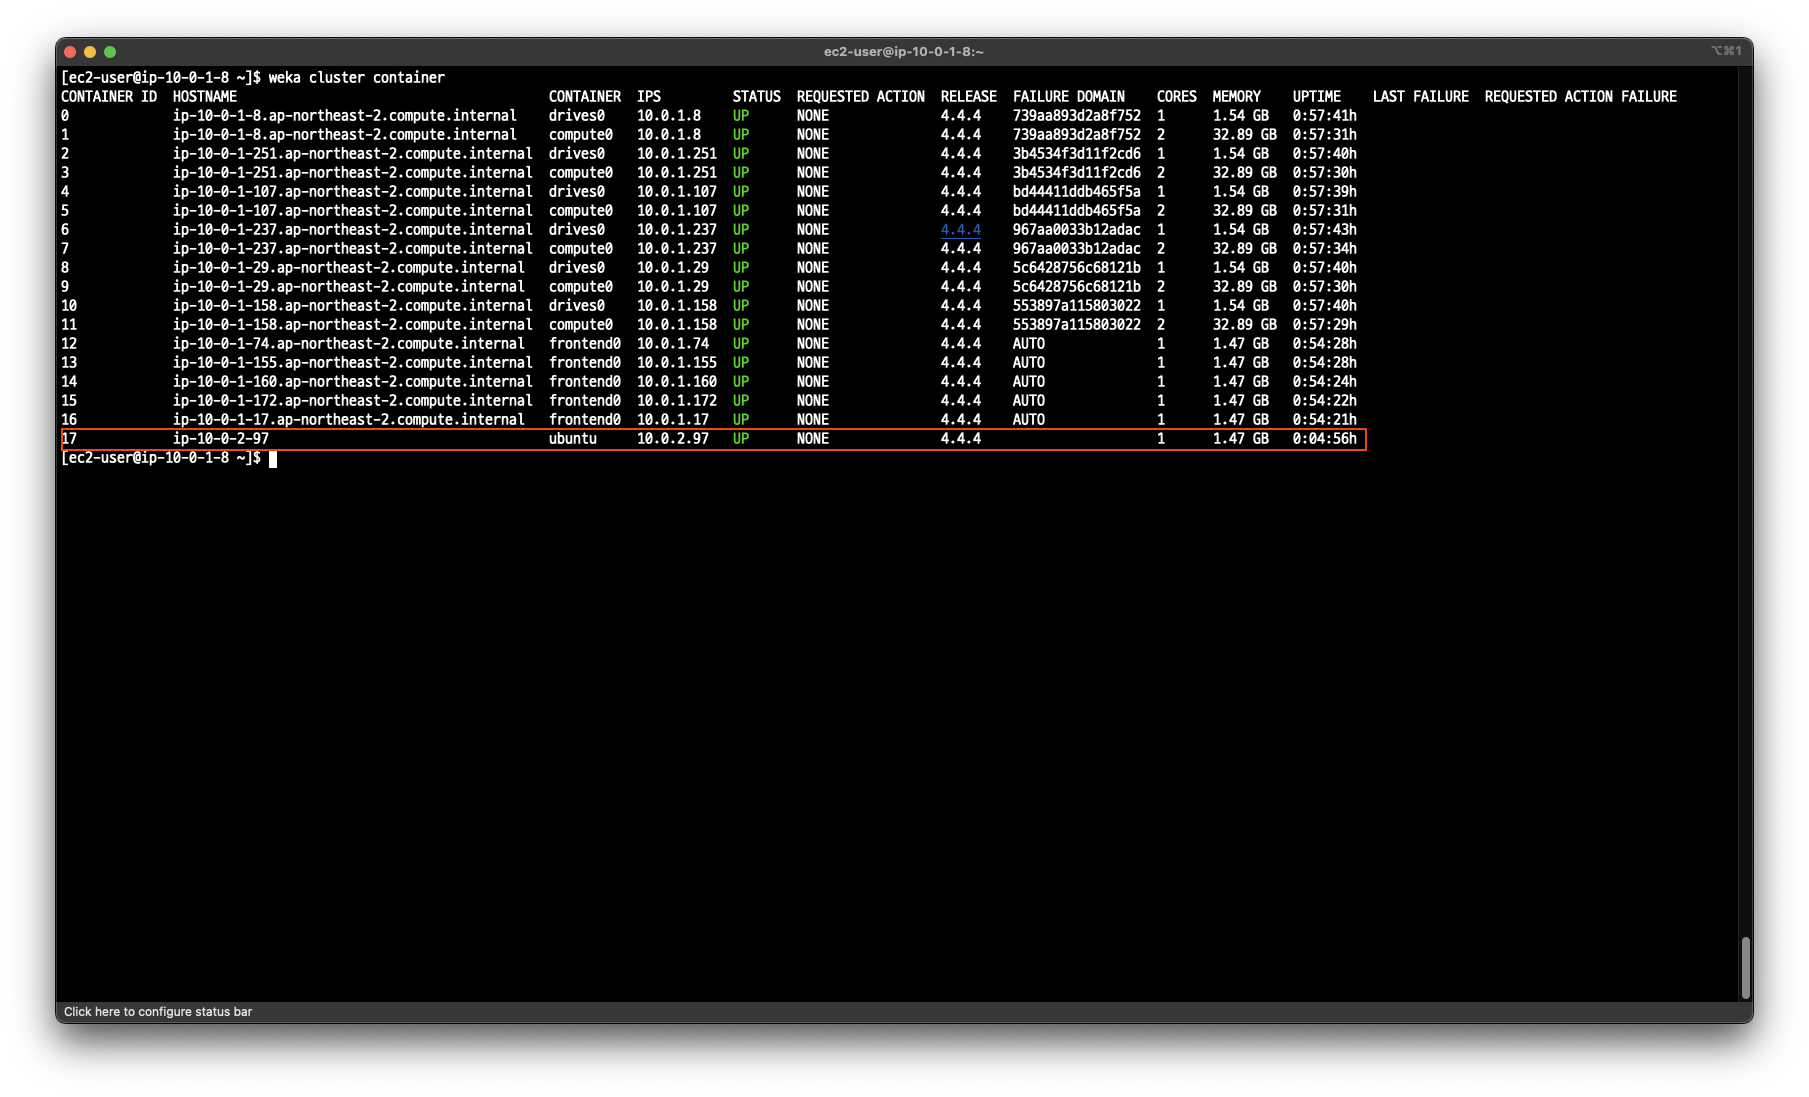 ec2-user@ip-10-0-1-8:~
⌥⌘1
[ec2-user@ip-10-0-1-8 ~]$ weka cluster container
CONTAINER ID  HOSTNAME                                       CONTAINER  IPS         STATUS  REQUESTED ACTION  RELEASE  FAILURE DOMAIN    CORES  MEMORY    UPTIME    LAST FAILURE  REQUESTED ACTION FAILURE
0             ip-10-0-1-8.ap-northeast-2.compute.internal    drives0    10.0.1.8    UP      NONE              4.4.4    739aa893d2a8f752  1      1.54 GB   0:57:41h
1             ip-10-0-1-8.ap-northeast-2.compute.internal    compute0   10.0.1.8    UP      NONE              4.4.4    739aa893d2a8f752  2      32.89 GB  0:57:31h
2             ip-10-0-1-251.ap-northeast-2.compute.internal  drives0    10.0.1.251  UP      NONE              4.4.4    3b4534f3d11f2cd6  1      1.54 GB   0:57:40h
3             ip-10-0-1-251.ap-northeast-2.compute.internal  compute0   10.0.1.251  UP      NONE              4.4.4    3b4534f3d11f2cd6  2      32.89 GB  0:57:30h
4             ip-10-0-1-107.ap-northeast-2.compute.internal  drives0    10.0.1.107  UP      NONE              4.4.4    bd44411ddb465f5a  1      1.54 GB   0:57:39h
5             ip-10-0-1-107.ap-northeast-2.compute.internal  compute0   10.0.1.107  UP      NONE              4.4.4    bd44411ddb465f5a  2      32.89 GB  0:57:31h
6             ip-10-0-1-237.ap-northeast-2.compute.internal  drives0    10.0.1.237  UP      NONE              4.4.4    967aa0033b12adac  1      1.54 GB   0:57:43h
7             ip-10-0-1-237.ap-northeast-2.compute.internal  compute0   10.0.1.237  UP      NONE              4.4.4    967aa0033b12adac  2      32.89 GB  0:57:34h
8             ip-10-0-1-29.ap-northeast-2.compute.internal   drives0    10.0.1.29   UP      NONE              4.4.4    5c6428756c68121b  1      1.54 GB   0:57:40h
9             ip-10-0-1-29.ap-northeast-2.compute.internal   compute0   10.0.1.29   UP      NONE              4.4.4    5c6428756c68121b  2      32.89 GB  0:57:30h
10            ip-10-0-1-158.ap-northeast-2.compute.internal  drives0    10.0.1.158  UP      NONE              4.4.4    553897a115803022  1      1.54 GB   0:57:40h
11            ip-10-0-1-158.ap-northeast-2.compute.internal  compute0   10.0.1.158  UP      NONE              4.4.4    553897a115803022  2      32.89 GB  0:57:29h
12            ip-10-0-1-74.ap-northeast-2.compute.internal   frontend0  10.0.1.74   UP      NONE              4.4.4    AUTO              1      1.47 GB   0:54:28h
13            ip-10-0-1-155.ap-northeast-2.compute.internal  frontend0  10.0.1.155  UP      NONE              4.4.4    AUTO              1      1.47 GB   0:54:28h
14            ip-10-0-1-160.ap-northeast-2.compute.internal  frontend0  10.0.1.160  UP      NONE              4.4.4    AUTO              1      1.47 GB   0:54:24h
15            ip-10-0-1-172.ap-northeast-2.compute.internal  frontend0  10.0.1.172  UP      NONE              4.4.4    AUTO              1      1.47 GB   0:54:22h
16            ip-10-0-1-17.ap-northeast-2.compute.internal   frontend0  10.0.1.17   UP      NONE              4.4.4    AUTO              1      1.47 GB   0:54:21h
17            ip-10-0-2-97                                   ubuntu     10.0.2.97   UP      NONE              4.4.4                      1      1.47 GB   0:04:56h
[ec2-user@ip-10-0-1-8 ~]$
Click here to configure status bar